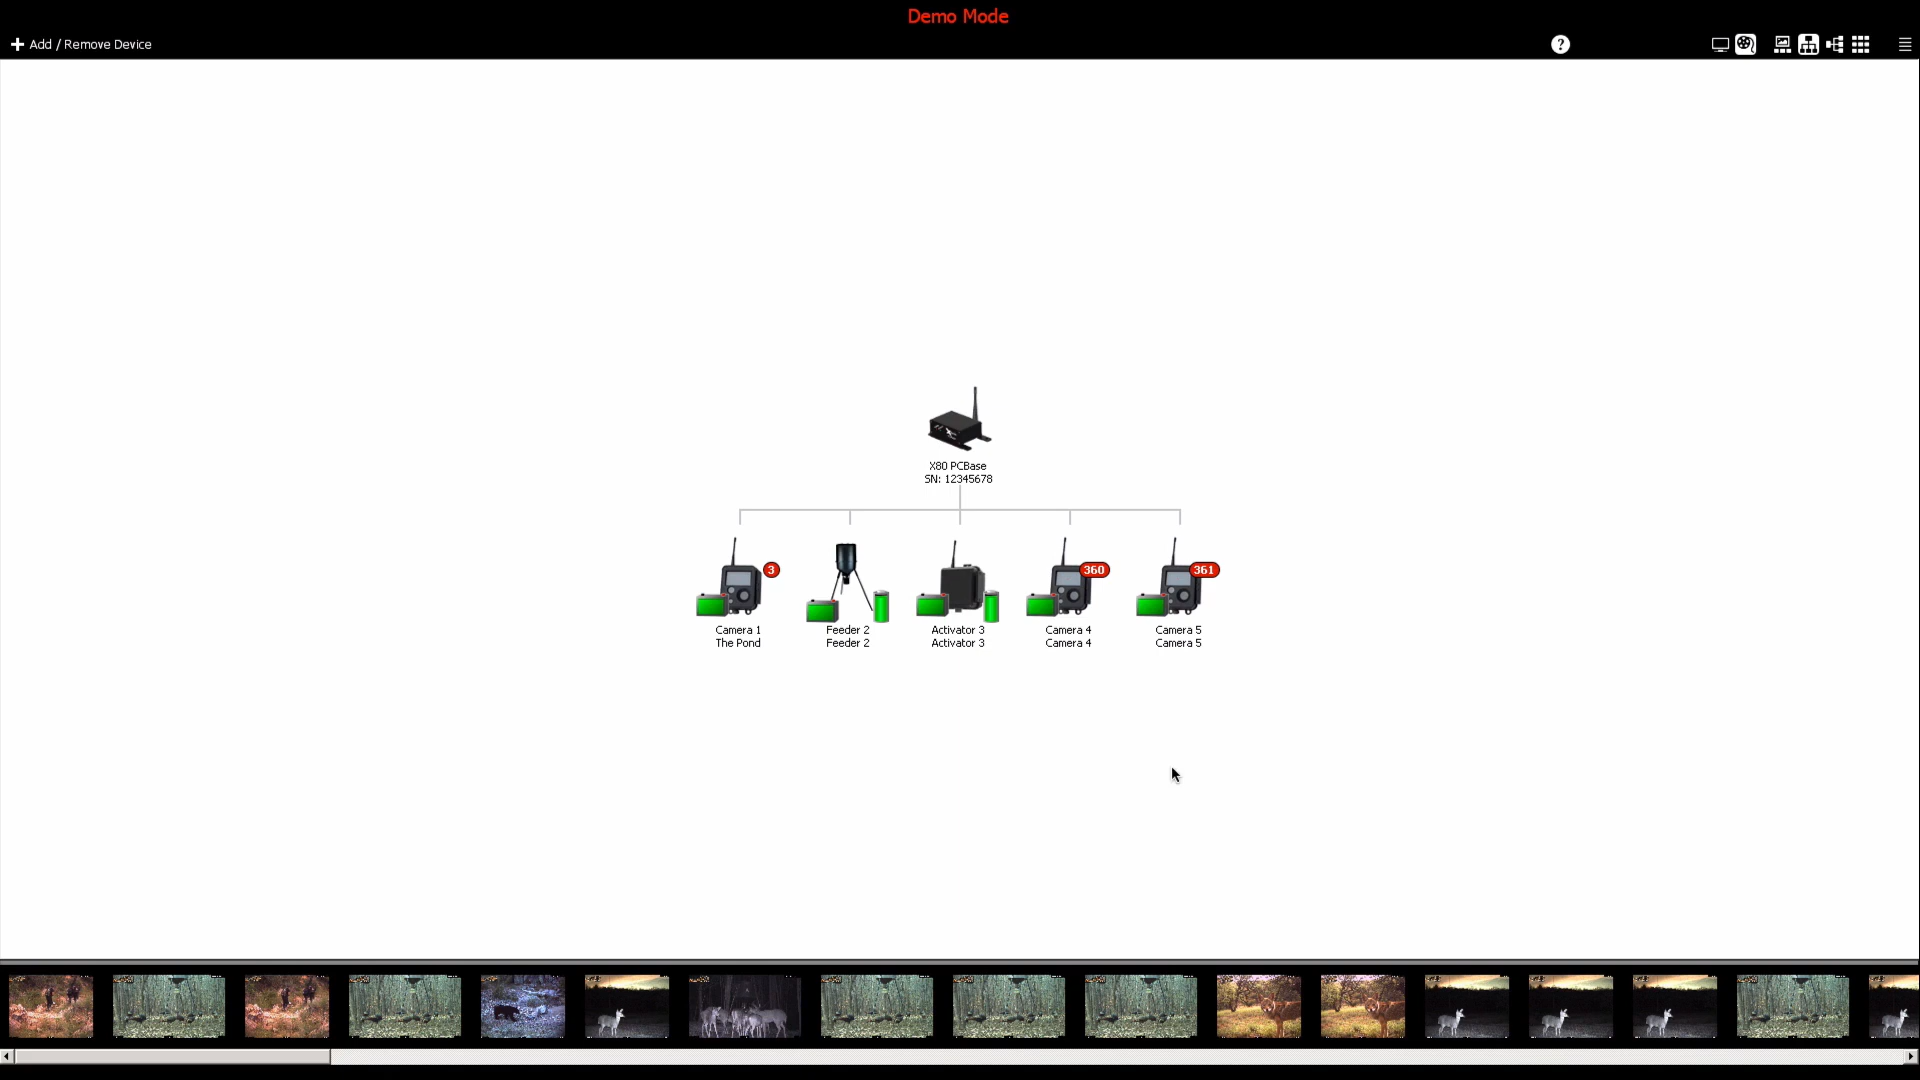 Demo Mode
Add / Remove Device
?
X80 PCBase
SN: 12345678
3
360
361
Camera 1
The Pond
Feeder 2
Feeder 2
Activator 3
Activator 3
Camera 4
Camera 4
Camera 5
Camera 5